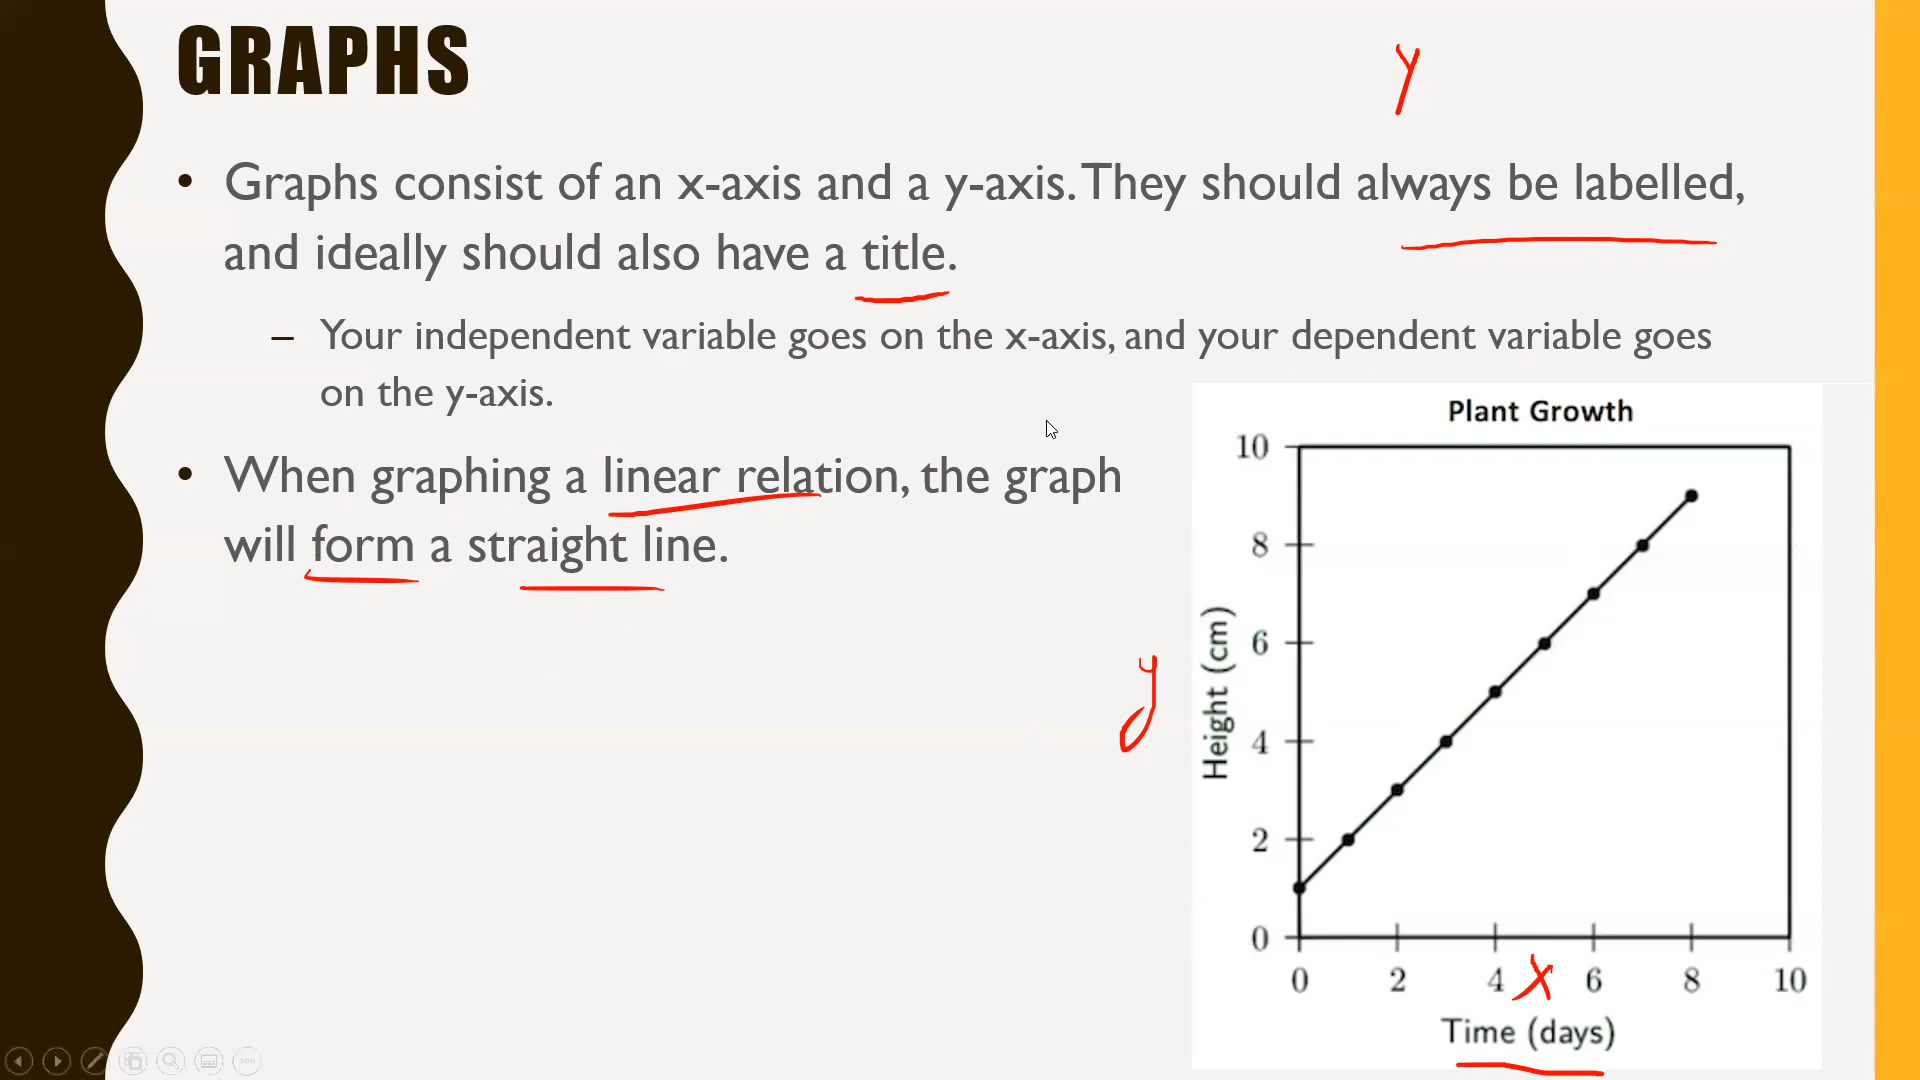 GRAPHS
y
• Graphs consist of an x-axis and a y-axis. They should always be labelled,
and ideally should also have a title.
– Your independent variable goes on the x-axis, and your dependent variable goes
on the y-axis.
• When graphing a linear relation, the graph
will form a straight line.
Plant Growth
10
8
6
4
2
0
Height (cm)
y
0 2 4 6 8 10
x
Time (days)